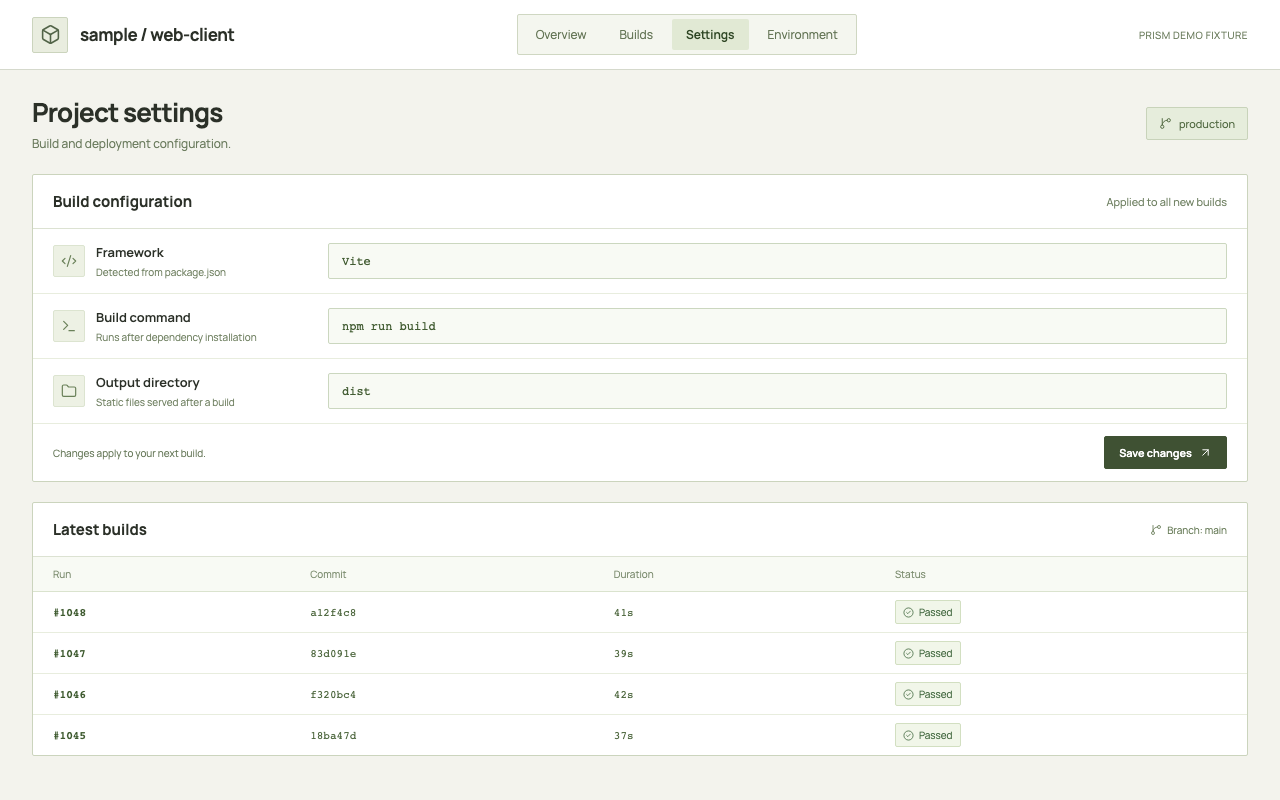 sample / web-client
Overview
Builds
Settings
Environment
PRISM DEMO FIXTURE
Project settings
Build and deployment configuration.
production
Build configuration
Applied to all new builds
Framework
Detected from package.json
Vite
Build command
Runs after dependency installation
npm run build
Output directory
Static files served after a build
dist
Changes apply to your next build.
Save changes
Latest builds
Branch: main
Run Commit Duration Status
#1048 a12f4c8 41s Passed
#1047 83d091e 39s Passed
#1046 f320bc4 42s Passed
#1045 18ba47d 37s Passed